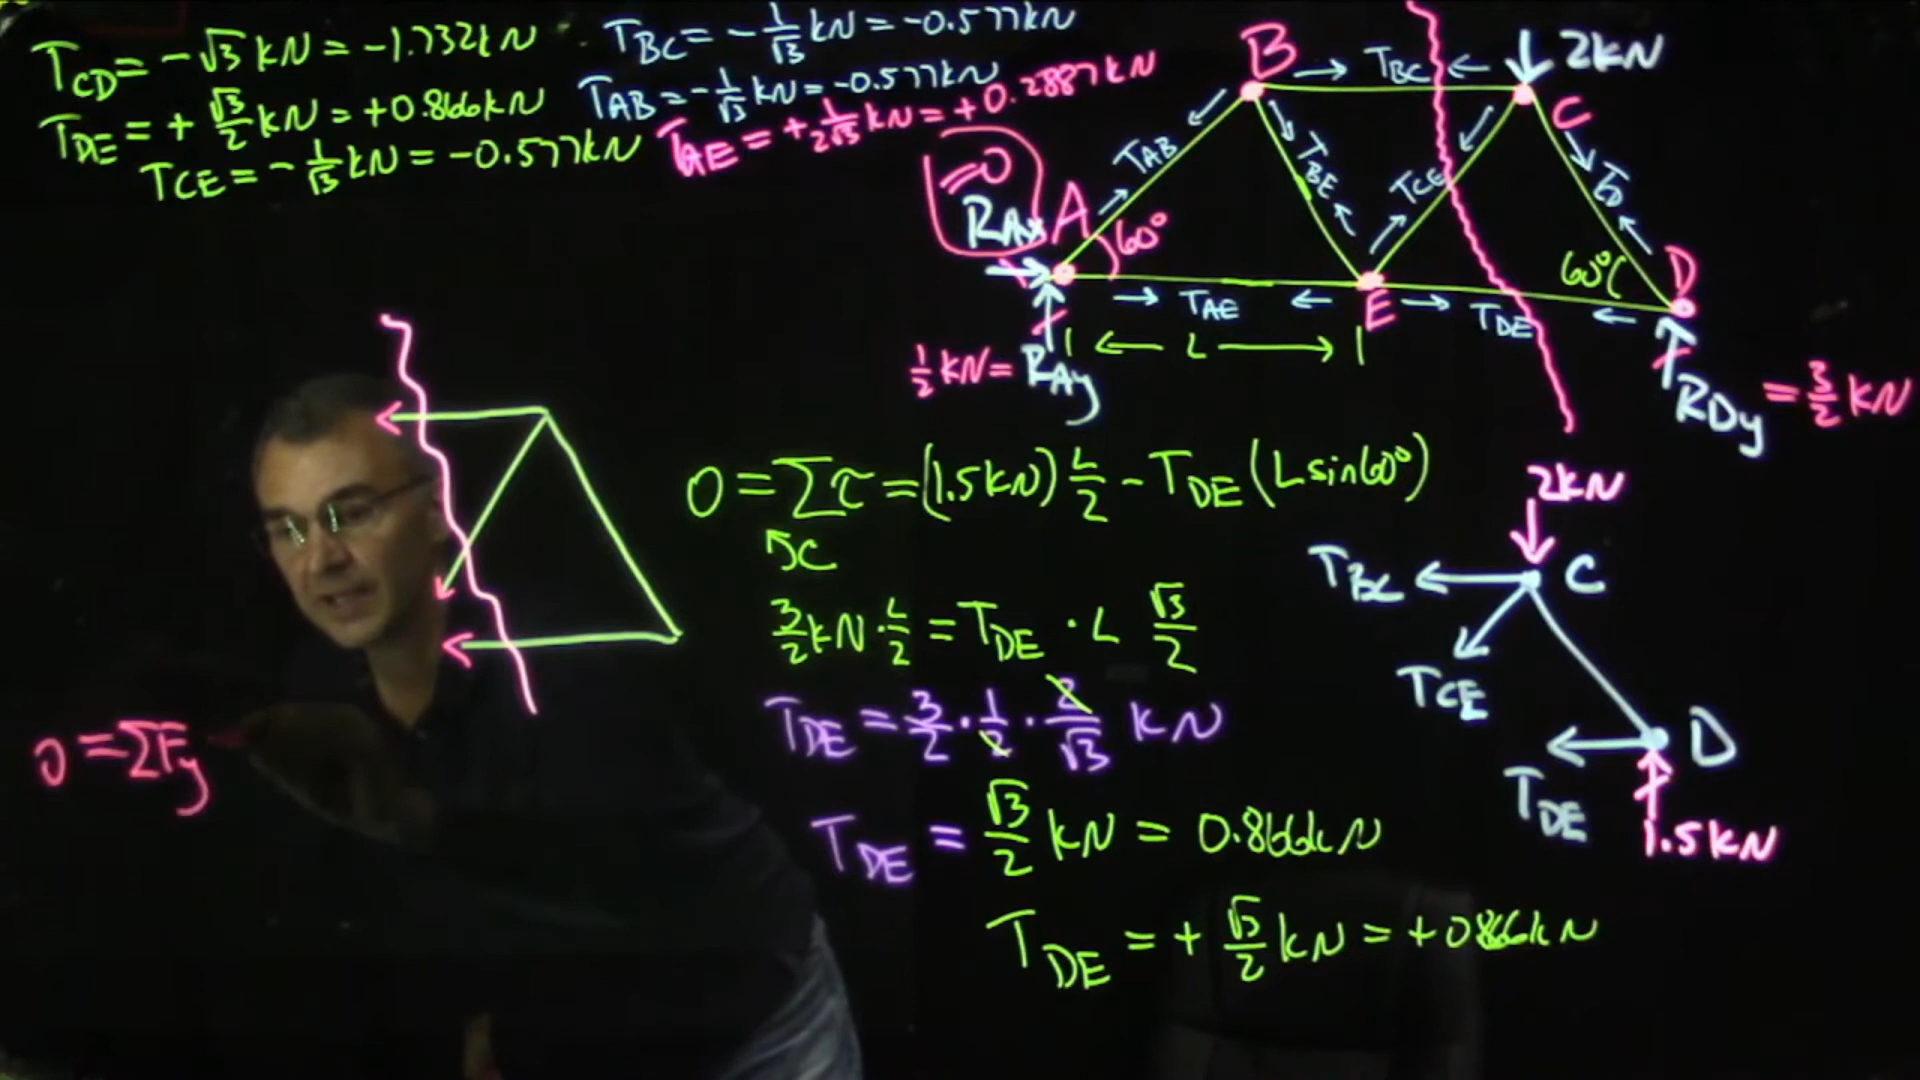 T_CD = -√3 kN = -1.732kN
T_DE = + √3/2 kN = +0.866kN
T_CE = - 1/√3 kN = -0.577kN
T_BC = - 1/√3 kN = -0.577kN
T_AB = - 1/√3 kN = -0.577kN
T_AE = + 1/2√3 kN = +0.2887kN
=0
R_Ax
A
60°
B
T_BC
2kN
C
T_AB
T_BE
T_CE
T_CD
60°
D
T_AE
E
T_DE
L
1/2 kN = R_Ay
R_Dy = 3/2 kN
0 = ΣF_y
0 = Στ = (1.5kN) L/2 - T_DE (L sin60°)
C
3/2 kN · L/2 = T_DE · L √3/2
T_DE = 3/2 · 1/2 · 2/√3 kN
T_DE = √3/2 kN = 0.866kN
T_DE = + √3/2 kN = +0.866kN
2kN
T_BC
C
T_CE
D
T_DE
1.5kN